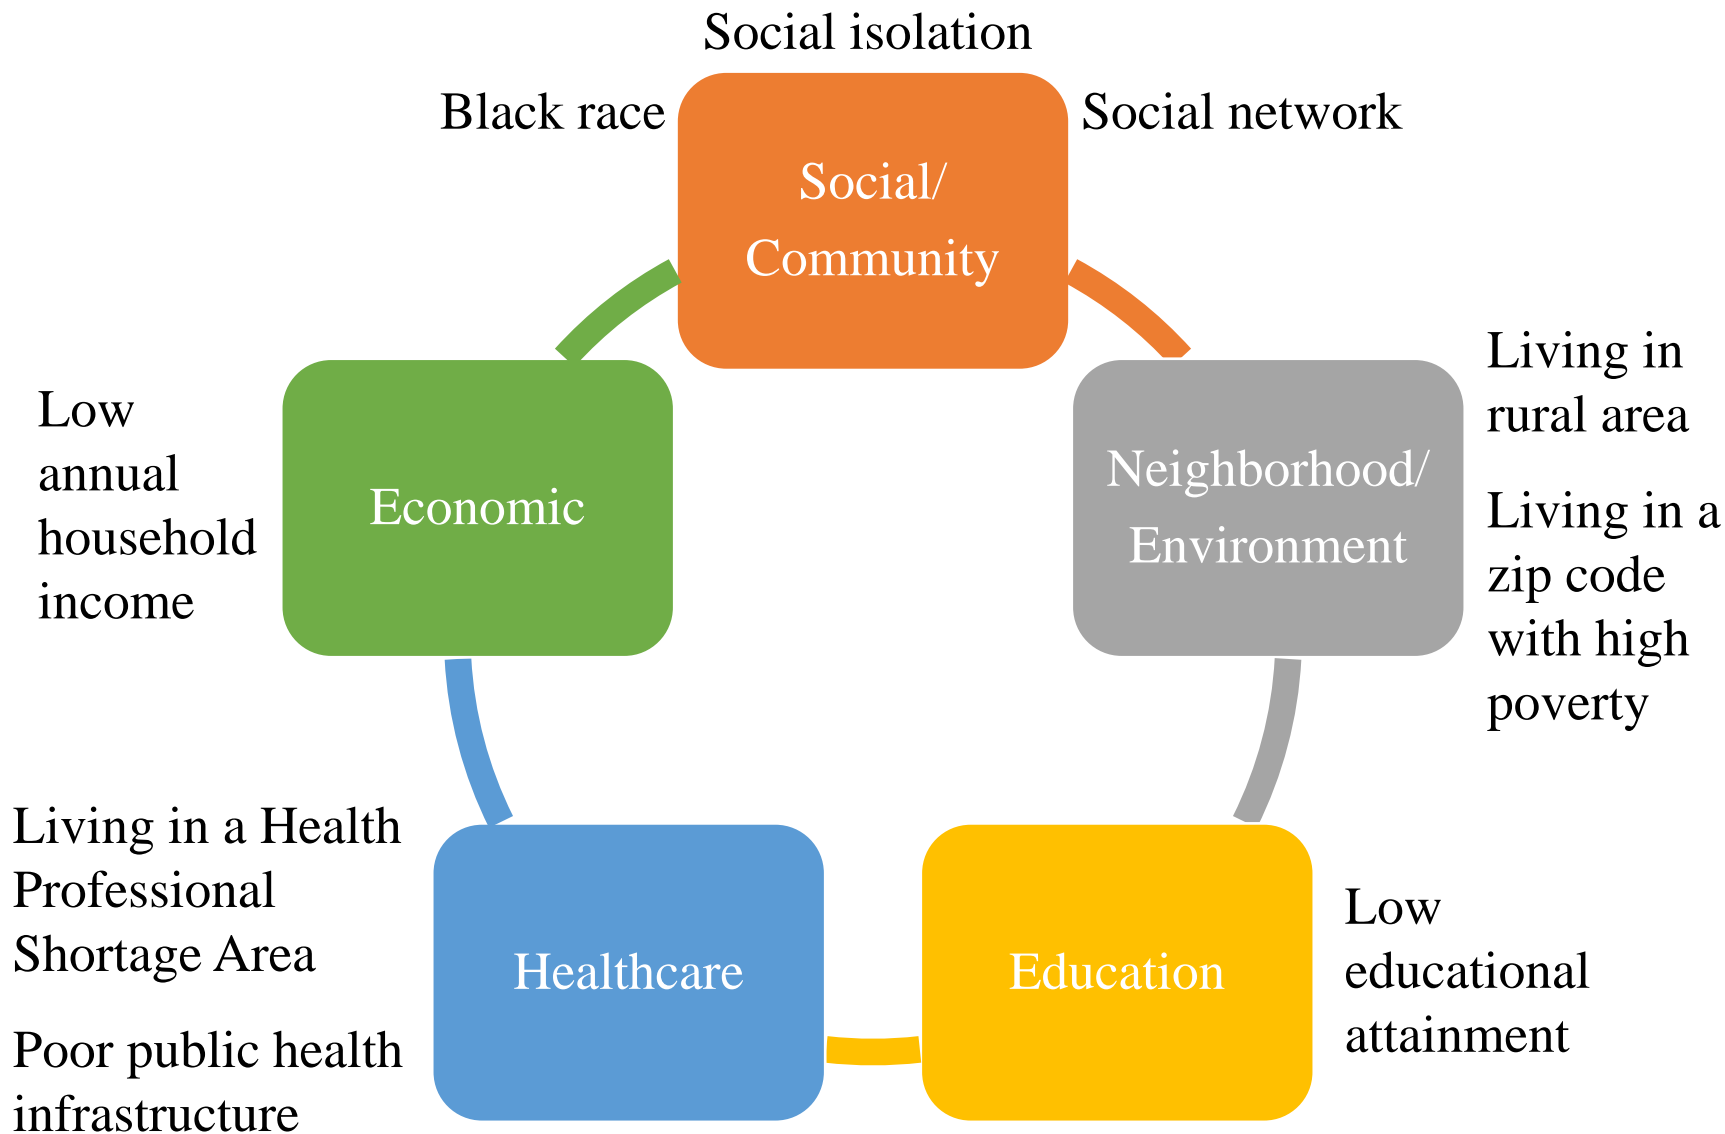 Social isolation
Black race
Social network
Social/
Community
Living in
rural area
Living in a
zip code
with high
poverty
Neighborhood/
Environment
Low
annual
household
income
Economic
Living in a Health
Professional
Shortage Area
Poor public health
infrastructure
Healthcare
Education
Low
educational
attainment